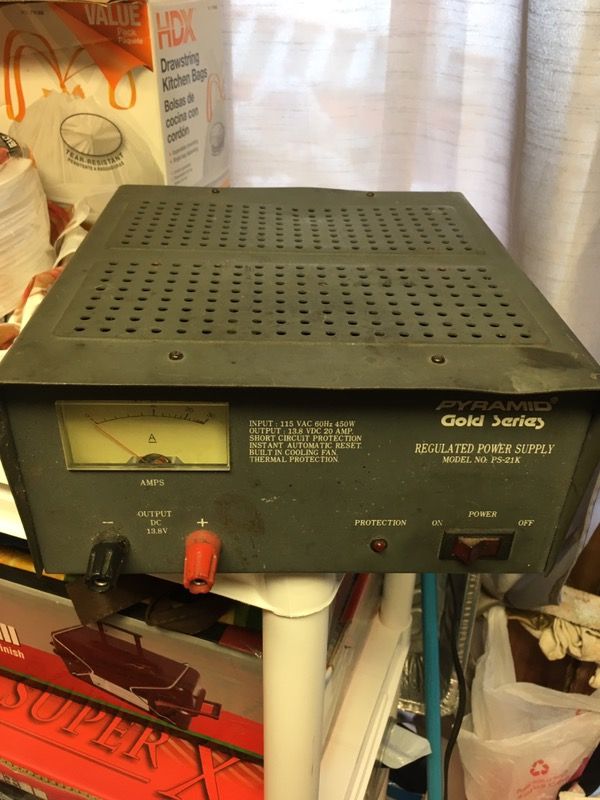 VALUE
Pack
HDX
Drawstring
Kitchen Bags
Bolsas de
cocina con
cordón
TEAR-RESISTANT
PYRAMID®
Gold Series
REGULATED POWER SUPPLY
MODEL NO: PS-21K
INPUT : 115 VAC 60Hz 450W
OUTPUT : 13.8 VDC 20 AMP.
SHORT CIRCUIT PROTECTION
INSTANT AUTOMATIC RESET.
BUILT IN COOLING FAN.
THERMAL PROTECTION.
A
AMPS
OUTPUT
DC
13.8V
− +
PROTECTION
POWER
ON OFF
SUPER X